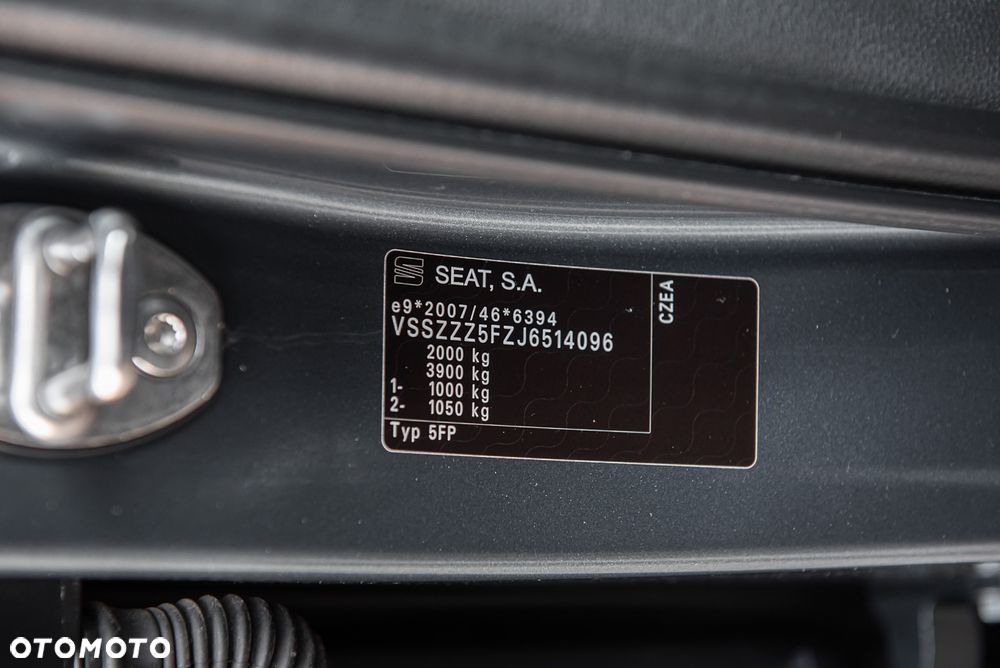 SEAT, S.A.
e9*2007/46*6394
VSSZZZ5FZJ6514096
2000 kg
3900 kg
1- 1000 kg
2- 1050 kg
Typ 5FP
CZEA
OTOMOTO